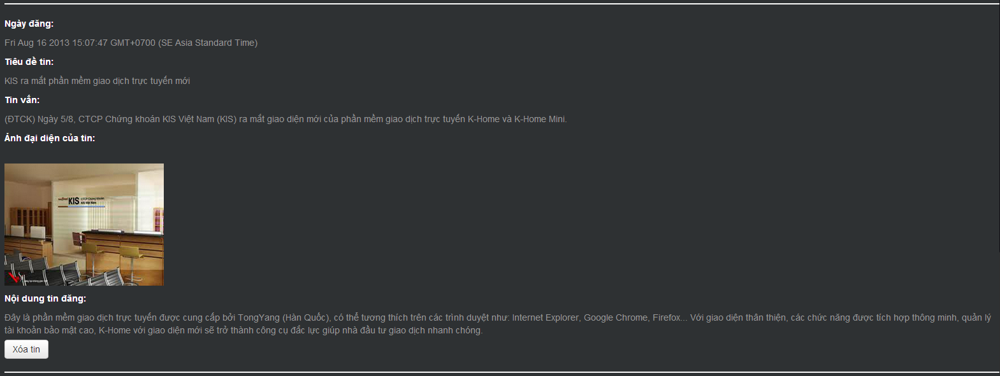 Ngày đăng:
Fri Aug 16 2013 15:07:47 GMT+0700 (SE Asia Standard Time)
Tiêu đề tin:
KIS ra mắt phần mềm giao dịch trực tuyến mới
Tin vắn:
(ĐTCK) Ngày 5/8, CTCP Chứng khoán KIS Việt Nam (KIS) ra mắt giao diện mới của phần mềm giao dịch trực tuyến K-Home và K-Home Mini.
Ảnh đại diện của tin:
KIS CTCP Chứng khoán
KIS Việt Nam
Nội dung tin đăng:
Đây là phần mềm giao dịch trực tuyến được cung cấp bởi TongYang (Hàn Quốc), có thể tương thích trên các trình duyệt như: Internet Explorer, Google Chrome, Firefox... Với giao diện thân thiện, các chức năng được tích hợp thông minh, quản lý
tài khoản bảo mật cao, K-Home với giao diện mới sẽ trở thành công cụ đắc lực giúp nhà đầu tư giao dịch nhanh chóng.
Xóa tin